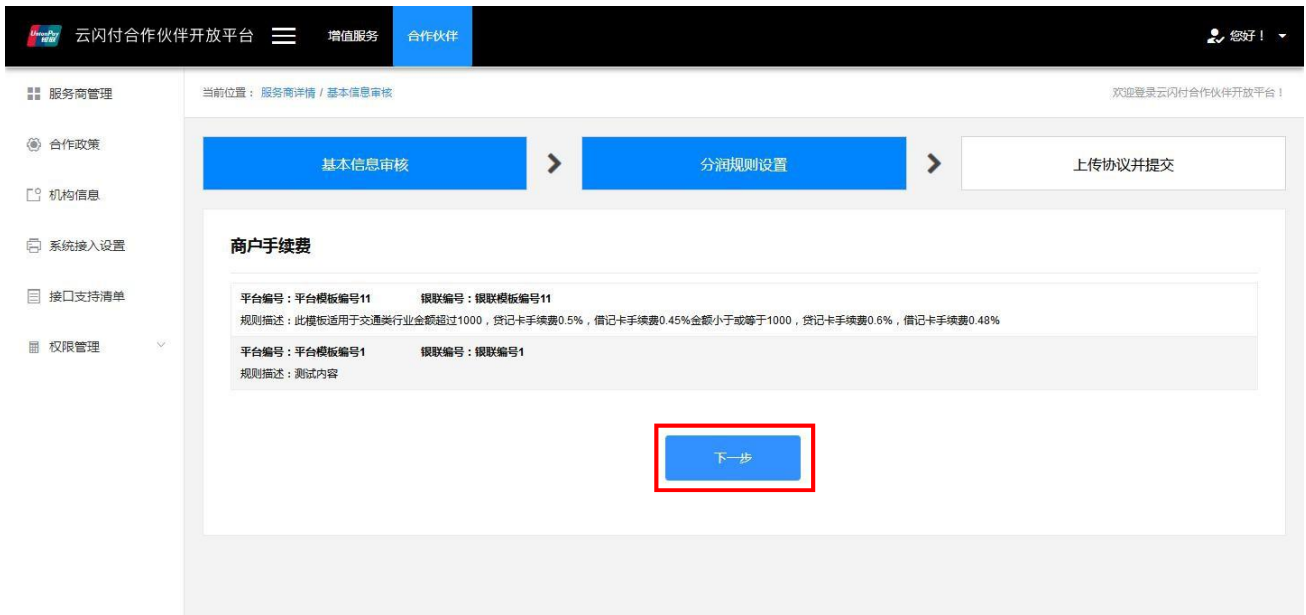 UnionPay 银联 云闪付合作伙伴开放平台 增值服务 合作伙伴 您好！
服务商管理
当前位置： 服务商详情 / 基本信息审核 欢迎登录云闪付合作伙伴开放平台！
合作政策
基本信息审核 分润规则设置 上传协议并提交
机构信息
系统接入设置
商户手续费
接口支持清单
平台编号：平台模板编号11 银联编号：银联模板编号11
规则描述：此模板适用于交通类行业金额超过1000，贷记卡手续费0.5%，借记卡手续费0.45%金额小于或等于1000，贷记卡手续费0.6%，借记卡手续费0.48%
权限管理
平台编号：平台模板编号1 银联编号：银联编号1
规则描述：测试内容
下一步